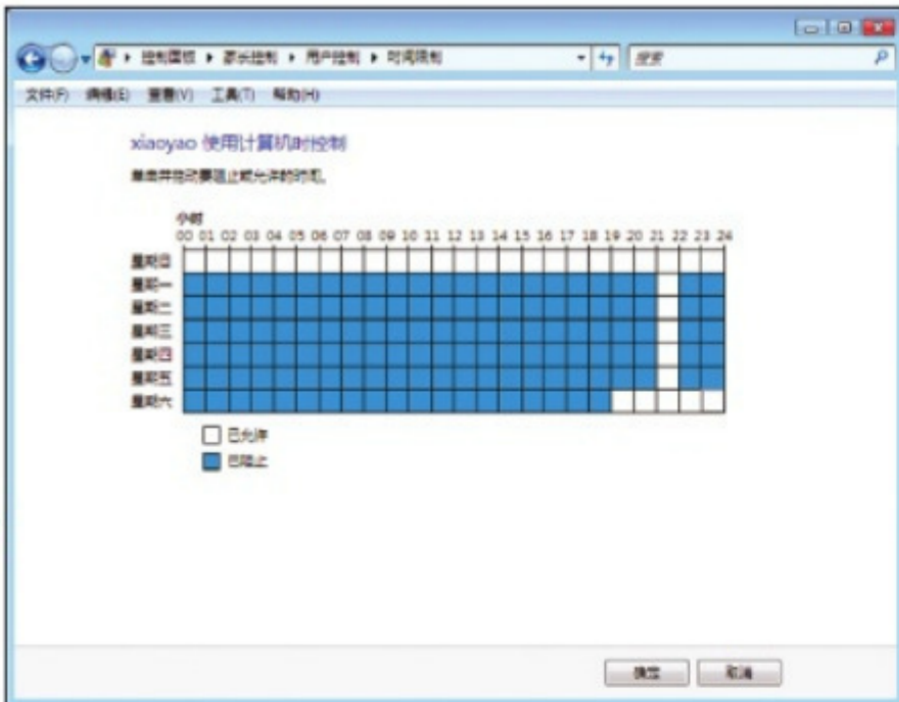 控制面板 ▸ 家长控制 ▸ 用户控制 ▸ 时间限制
搜索
文件(F) 编辑(E) 查看(V) 工具(T) 帮助(H)
xiaoyao 使用计算机时控制
单击并拖动要阻止或允许的时间。
小时
00 01 02 03 04 05 06 07 08 09 10 11 12 13 14 15 16 17 18 19 20 21 22 23 24
星期日
星期一
星期二
星期三
星期四
星期五
星期六
已允许
已阻止
确定 取消